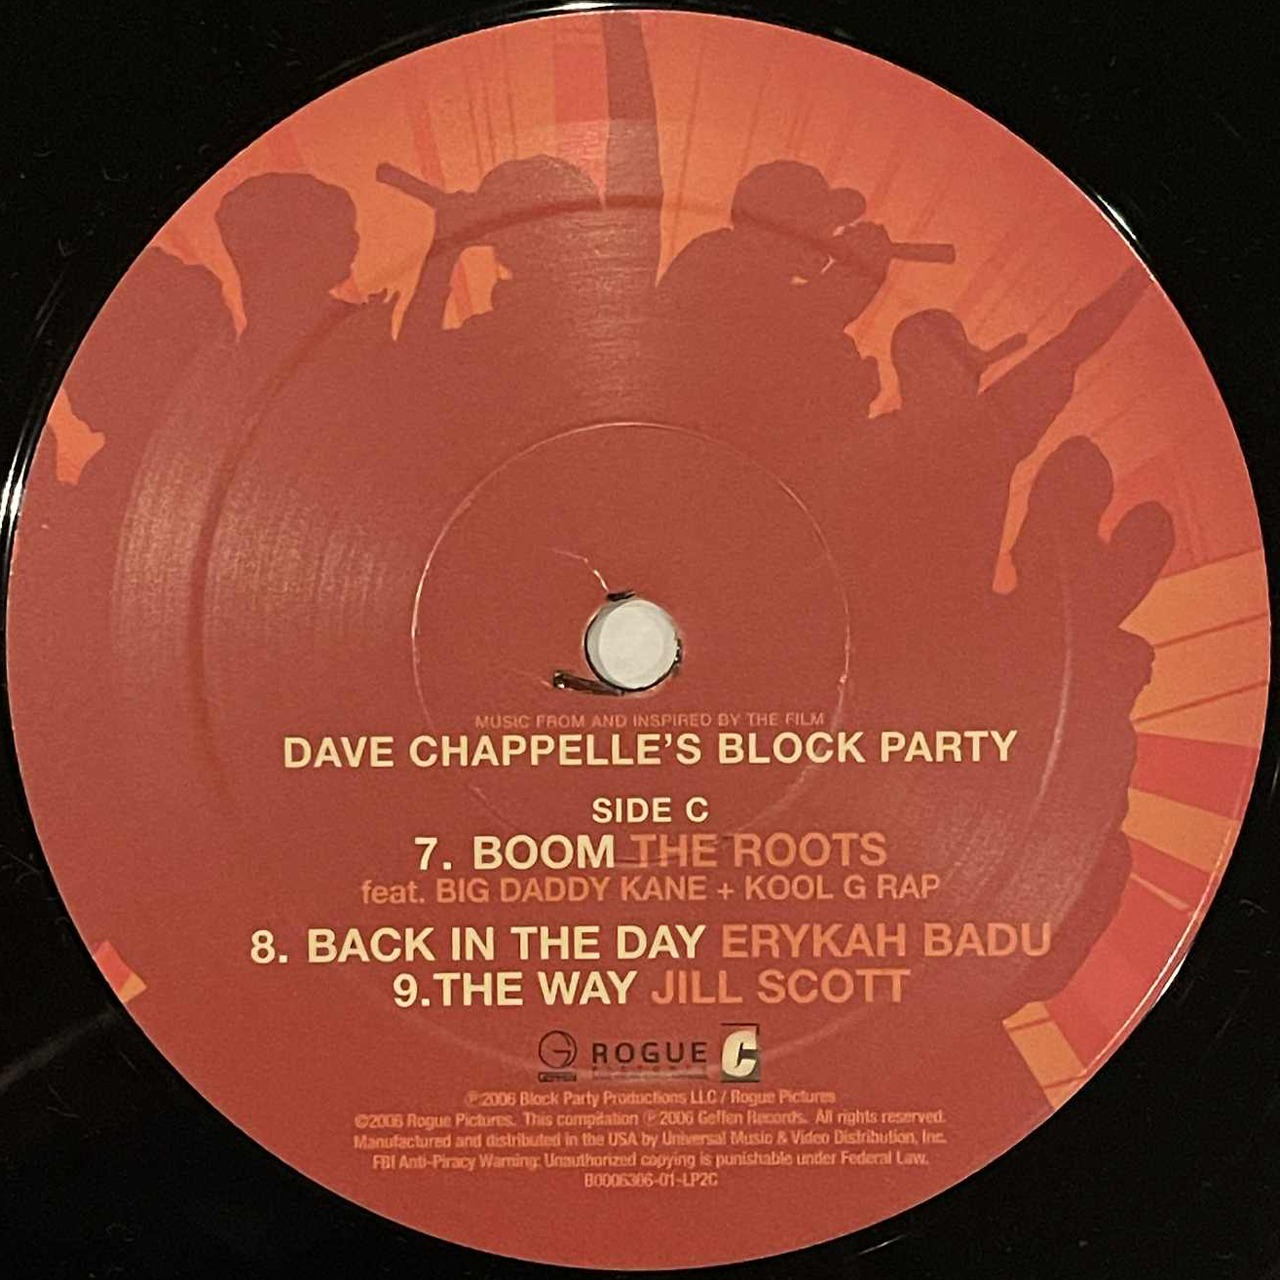 MUSIC FROM AND INSPIRED BY THE FILM
DAVE CHAPPELLE'S BLOCK PARTY
SIDE C
7. BOOM THE ROOTS
feat. BIG DADDY KANE + KOOL G RAP
8. BACK IN THE DAY ERYKAH BADU
9.THE WAY JILL SCOTT
ROGUE
℗2006 Block Party Productions LLC / Rogue Pictures
©2006 Rogue Pictures. This compilation ℗2006 Geffen Records. All rights reserved.
Manufactured and distributed in the USA by Universal Music & Video Distribution, Inc.
FBI Anti-Piracy Warning: Unauthorized copying is punishable under Federal Law.
B0006306-01-LP2C